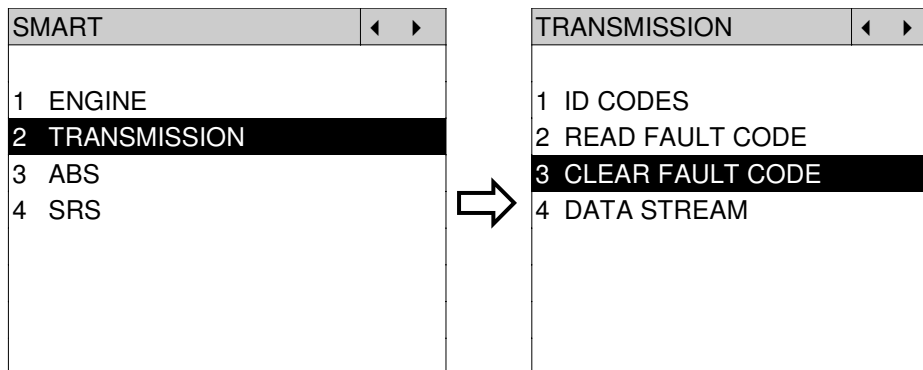 SMART
1 ENGINE
2 TRANSMISSION
3 ABS
4 SRS
TRANSMISSION
1 ID CODES
2 READ FAULT CODE
3 CLEAR FAULT CODE
4 DATA STREAM